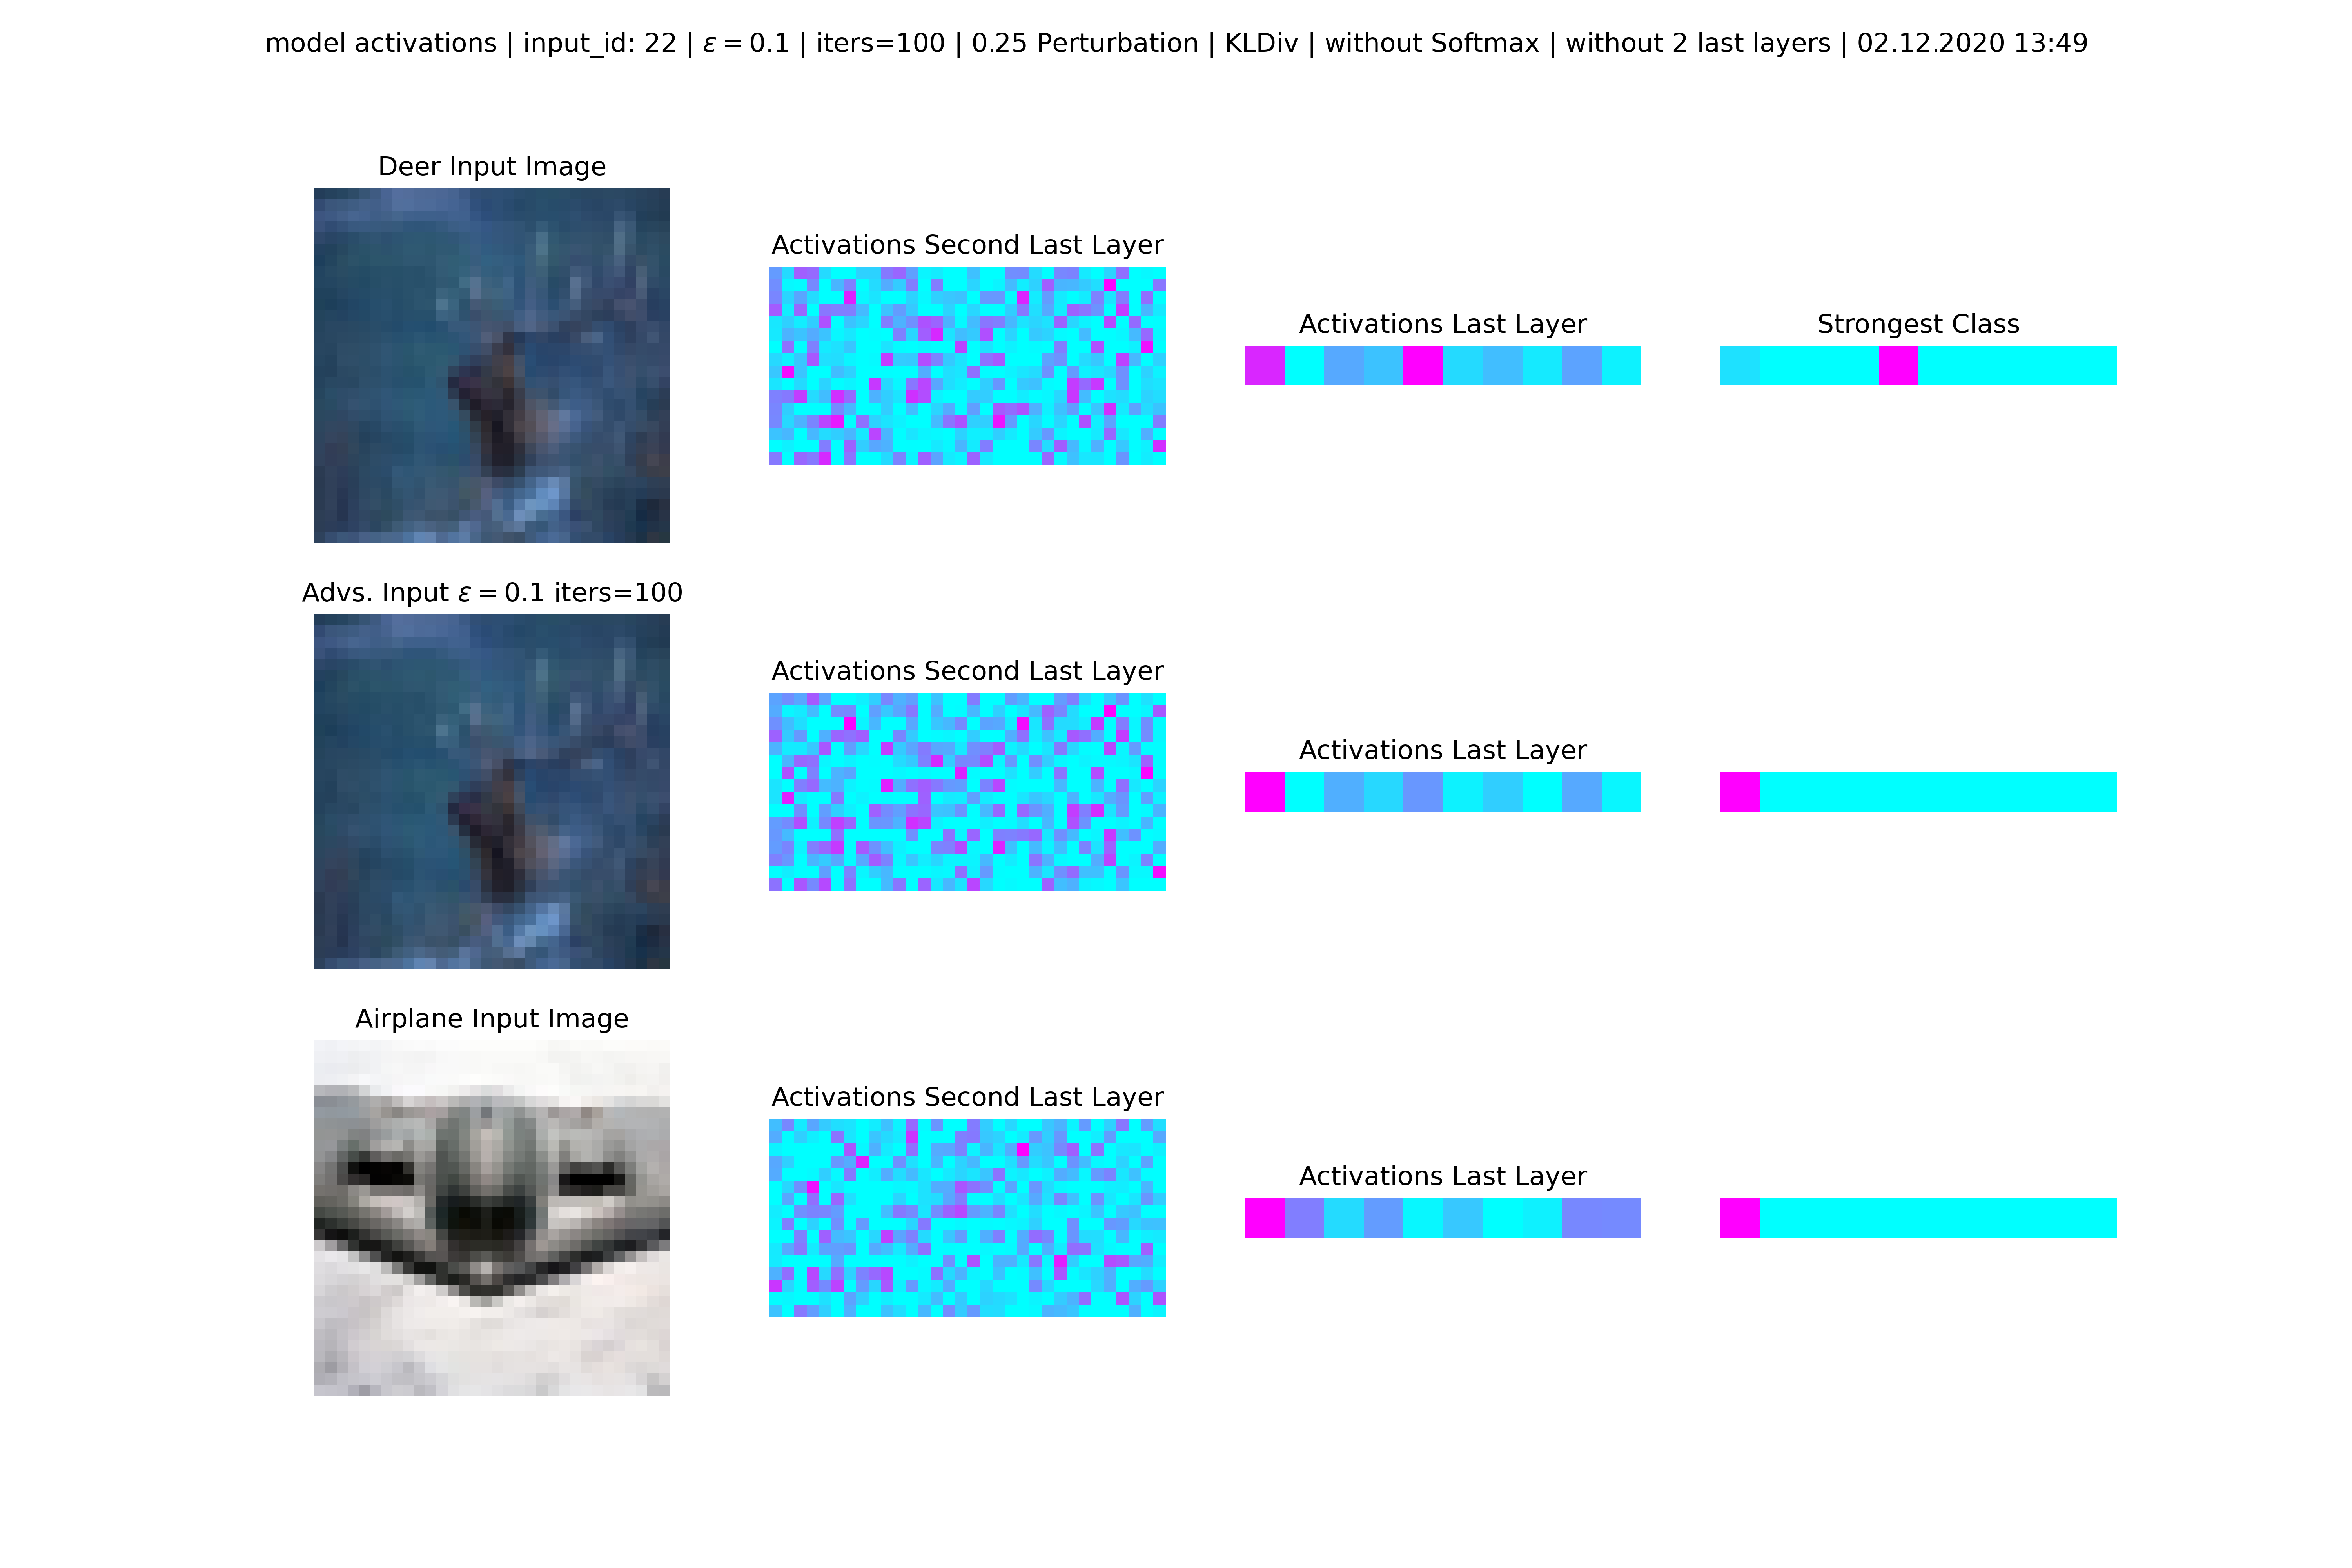 model activations | input_id: 22 | ε = 0.1 | iters=100 | 0.25 Perturbation | KLDiv | without Softmax | without 2 last layers | 02.12.2020 13:49
Deer Input Image
Activations Second Last Layer
Activations Last Layer
Strongest Class
Advs. Input ε = 0.1 iters=100
Activations Second Last Layer
Activations Last Layer
Airplane Input Image
Activations Second Last Layer
Activations Last Layer